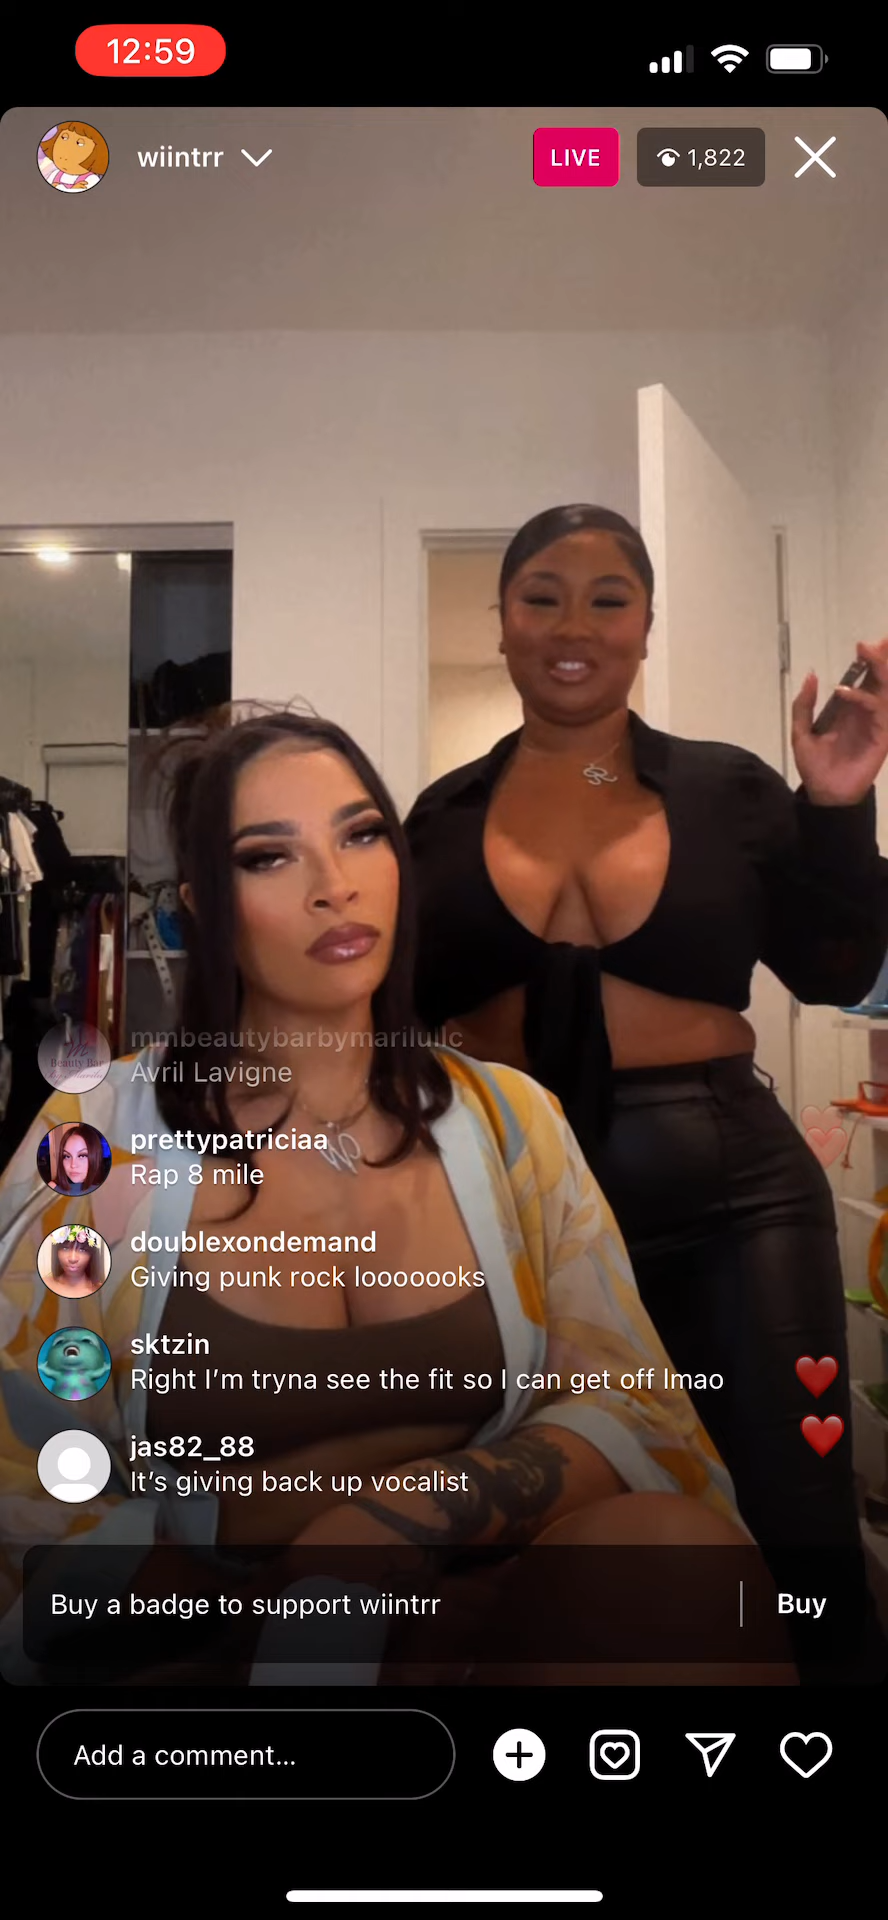 12:59
wiintrr
LIVE
1,822
mmbeautybarbymarilullc
Avril Lavigne
prettypatriciaa
Rap 8 mile
doublexondemand
Giving punk rock 
looooooks
sktzin
Right I’m tryna see the fit so I can get off lmao
jas82_88
It’s giving back up vocalist
Buy a badge to support wiintrr
Buy
Add a comment...